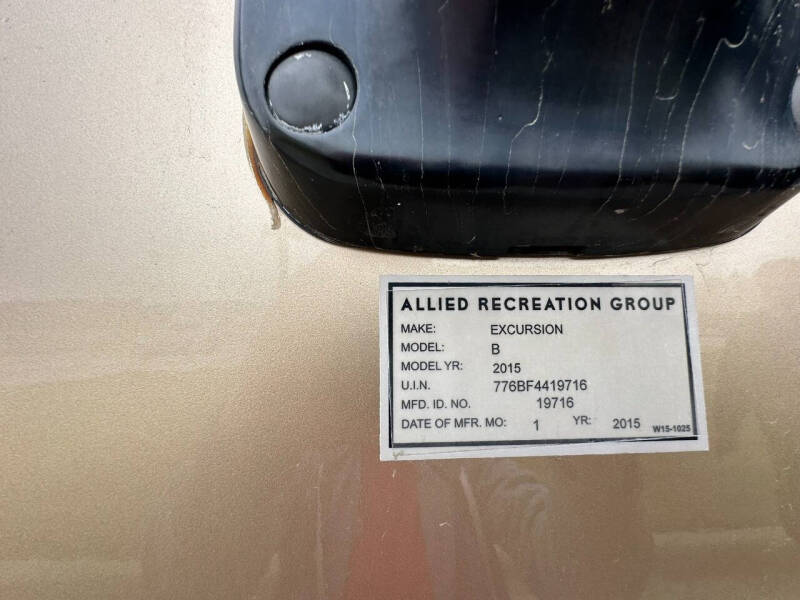 ALLIED RECREATION GROUP
MAKE: EXCURSION
MODEL: B
MODEL YR: 2015
U.I.N. 776BF4419716
MFD. ID. NO. 19716
DATE OF MFR. MO: 1 YR: 2015 W15-1025